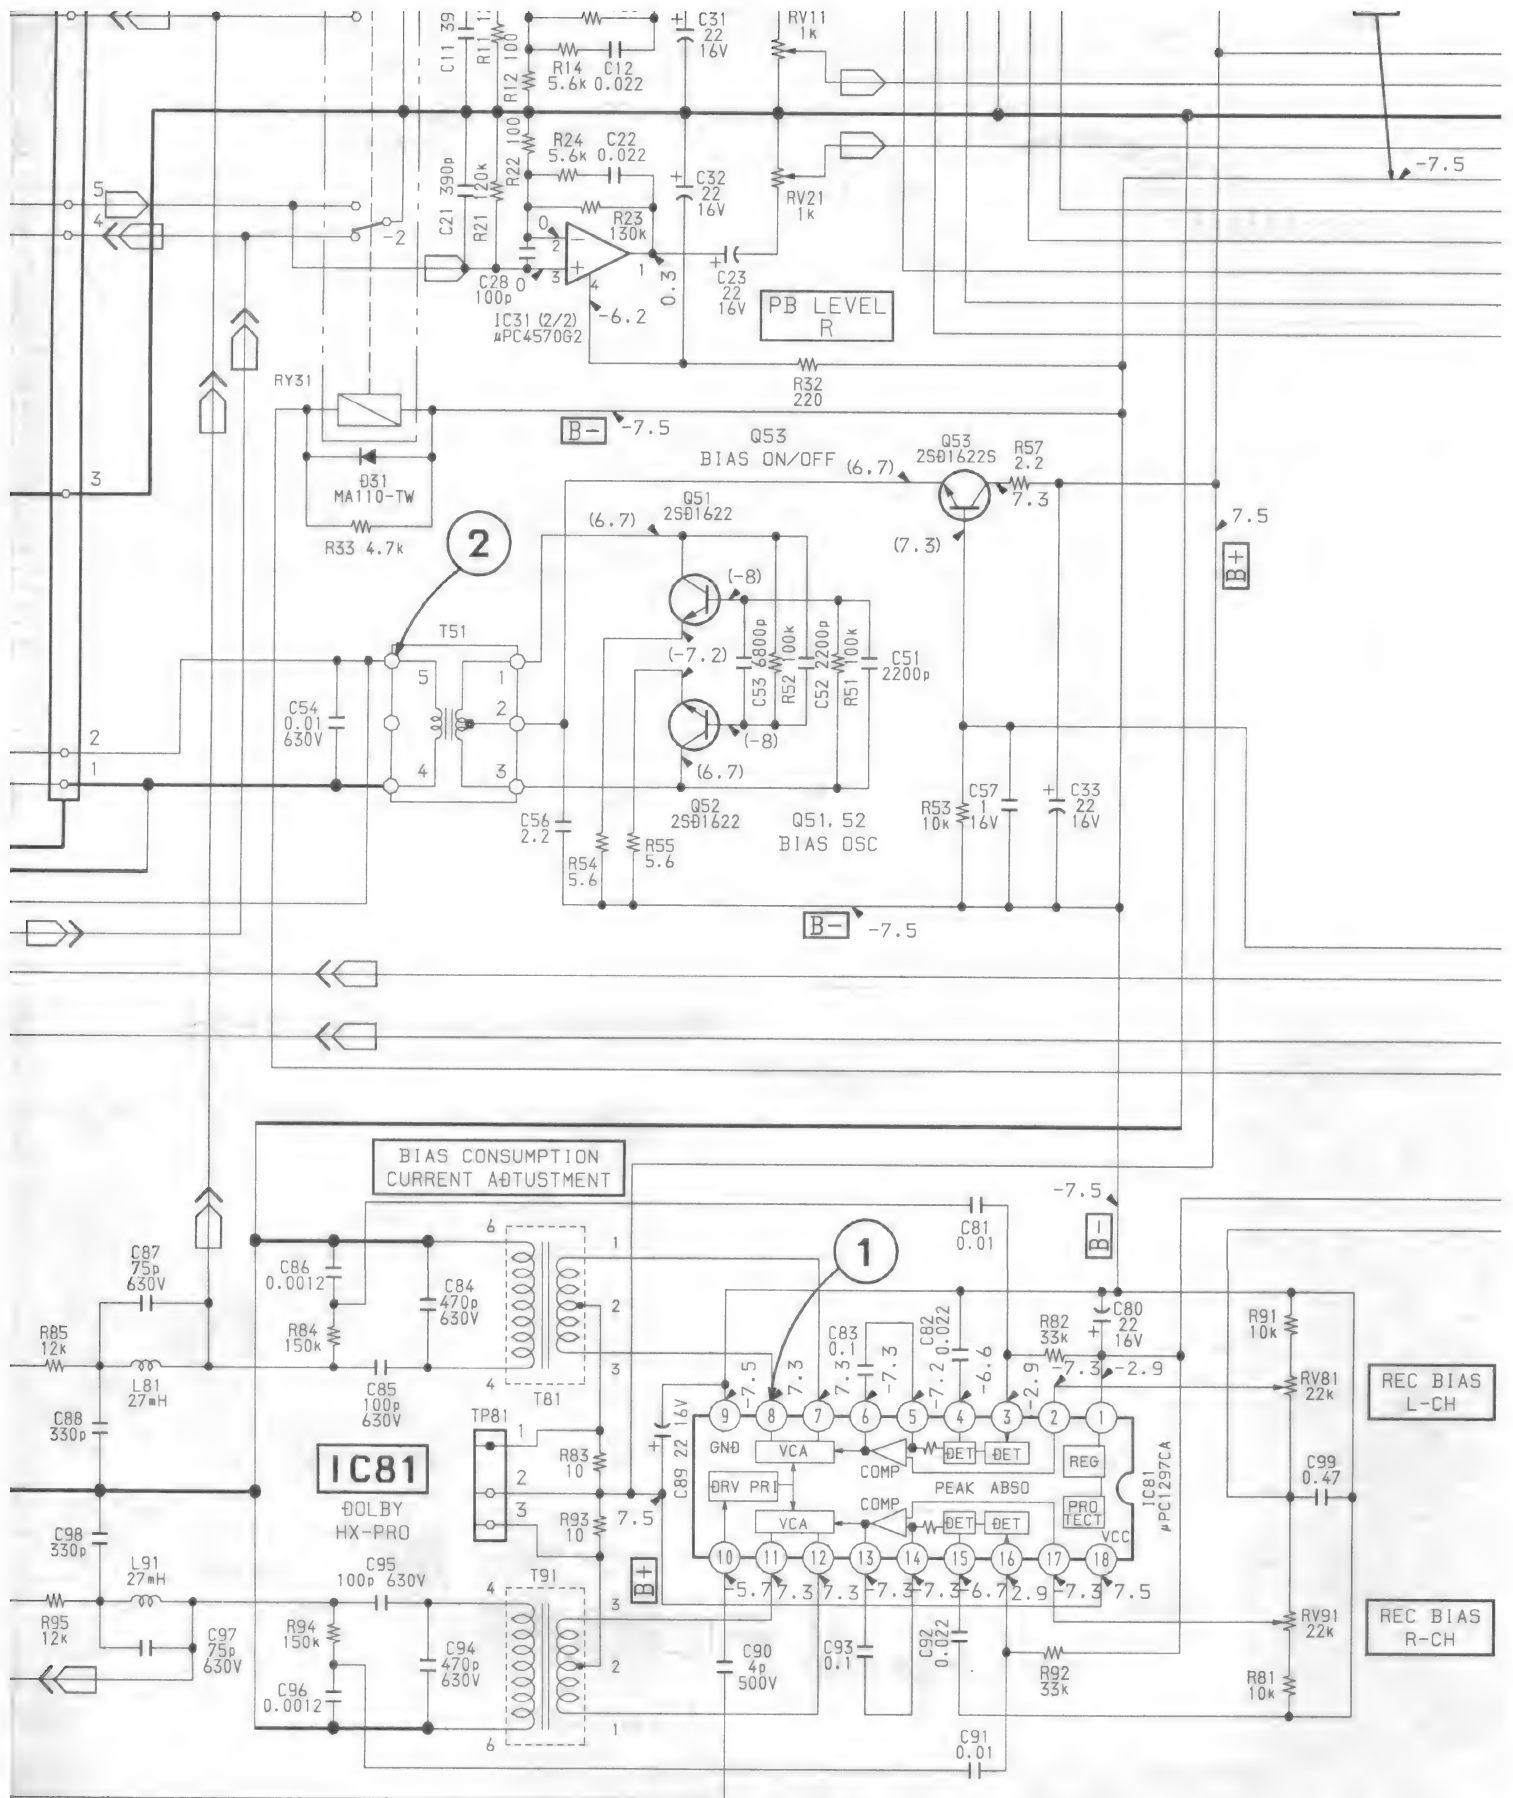 C11 39
R11
R12 100
R14
5.6k
C12
0.022
C31
22
16V
RV11
1k
R22 100
R24
5.6k
C22
0.022
C32
22
16V
RV21
1k
-7.5
5
4
-2
C21 390p
R21 120k
R23
130k
0
2
3
0
4
1
0.3
C28
100p
-6.2
IC31 (2/2)
μPC4570G2
C23
22
16V
PB LEVEL
R
R32
220
RY31
B-
-7.5
D31
MA110-TW
R33 4.7k
3
Q53
BIAS ON/OFF
(6.7)
Q53
2SD1622S
R57
2.2
7.3
(7.3)
7.5
B+
2
Q51
2SD1622
(6.7)
(-8)
(-7.2)
(-8)
(6.7)
T51
5
1
2
4
3
C54
0.01
630V
2
1
C53 6800p
R52 100k
C52 2200p
R51 100k
C51
2200p
Q52
2SD1622
Q51,52
BIAS OSC
C56
2.2
R54
5.6
R55
5.6
R53
10k
C57
1
16V
C33
22
16V
B-
-7.5
BIAS CONSUMPTION
CURRENT ADTUSTMENT
-7.5
B-
C81
0.01
1
C87
75p
630V
C86
0.0012
C84
470p
630V
6
1
2
3
4
T81
R85
12k
L81
27mH
R84
150k
C85
100p
630V
C88
330p
C83
0.1
C82
0.022
R82
33k
C80
22
16V
R91
10k
RV81
22k
REC BIAS
L-CH
-7.5
7.3
7.3
-7.3
-7.2
-6.6
-2.9
-7.3
-2.9
9
8
7
6
5
4
3
2
1
GND
VCA
COMP
DET
DET
REG
DRV PRI
PEAK ABSO
PRO
TECT
VCA
COMP
DET
DET
VCC
10
11
12
13
14
15
16
17
18
IC81
μPC1297CA
C89 22 16V
TP81
1
2
3
R83
10
R93
10
7.5
B+
IC81
DOLBY
HX-PRO
C99
0.47
C98
330p
L91
27mH
C95
100p 630V
T91
4
3
2
1
6
R95
12k
C97
75p
630V
R94
150k
C96
0.0012
C94
470p
630V
-5.7
7.3
7.3
-7.3
-7.3
-6.7
2.9
-7.3
7.5
C90
4p
500V
C93
0.1
C92
0.022
R92
33k
RV91
22k
R81
10k
REC BIAS
R-CH
C91
0.01